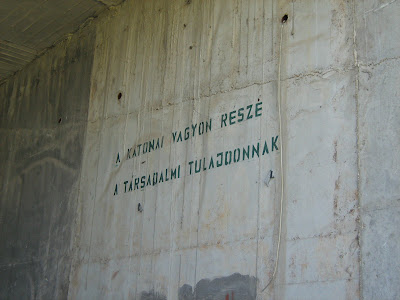 A KATONAI VAGYON RÉSZE
A TÁRSADALMI TULAJDONNAK